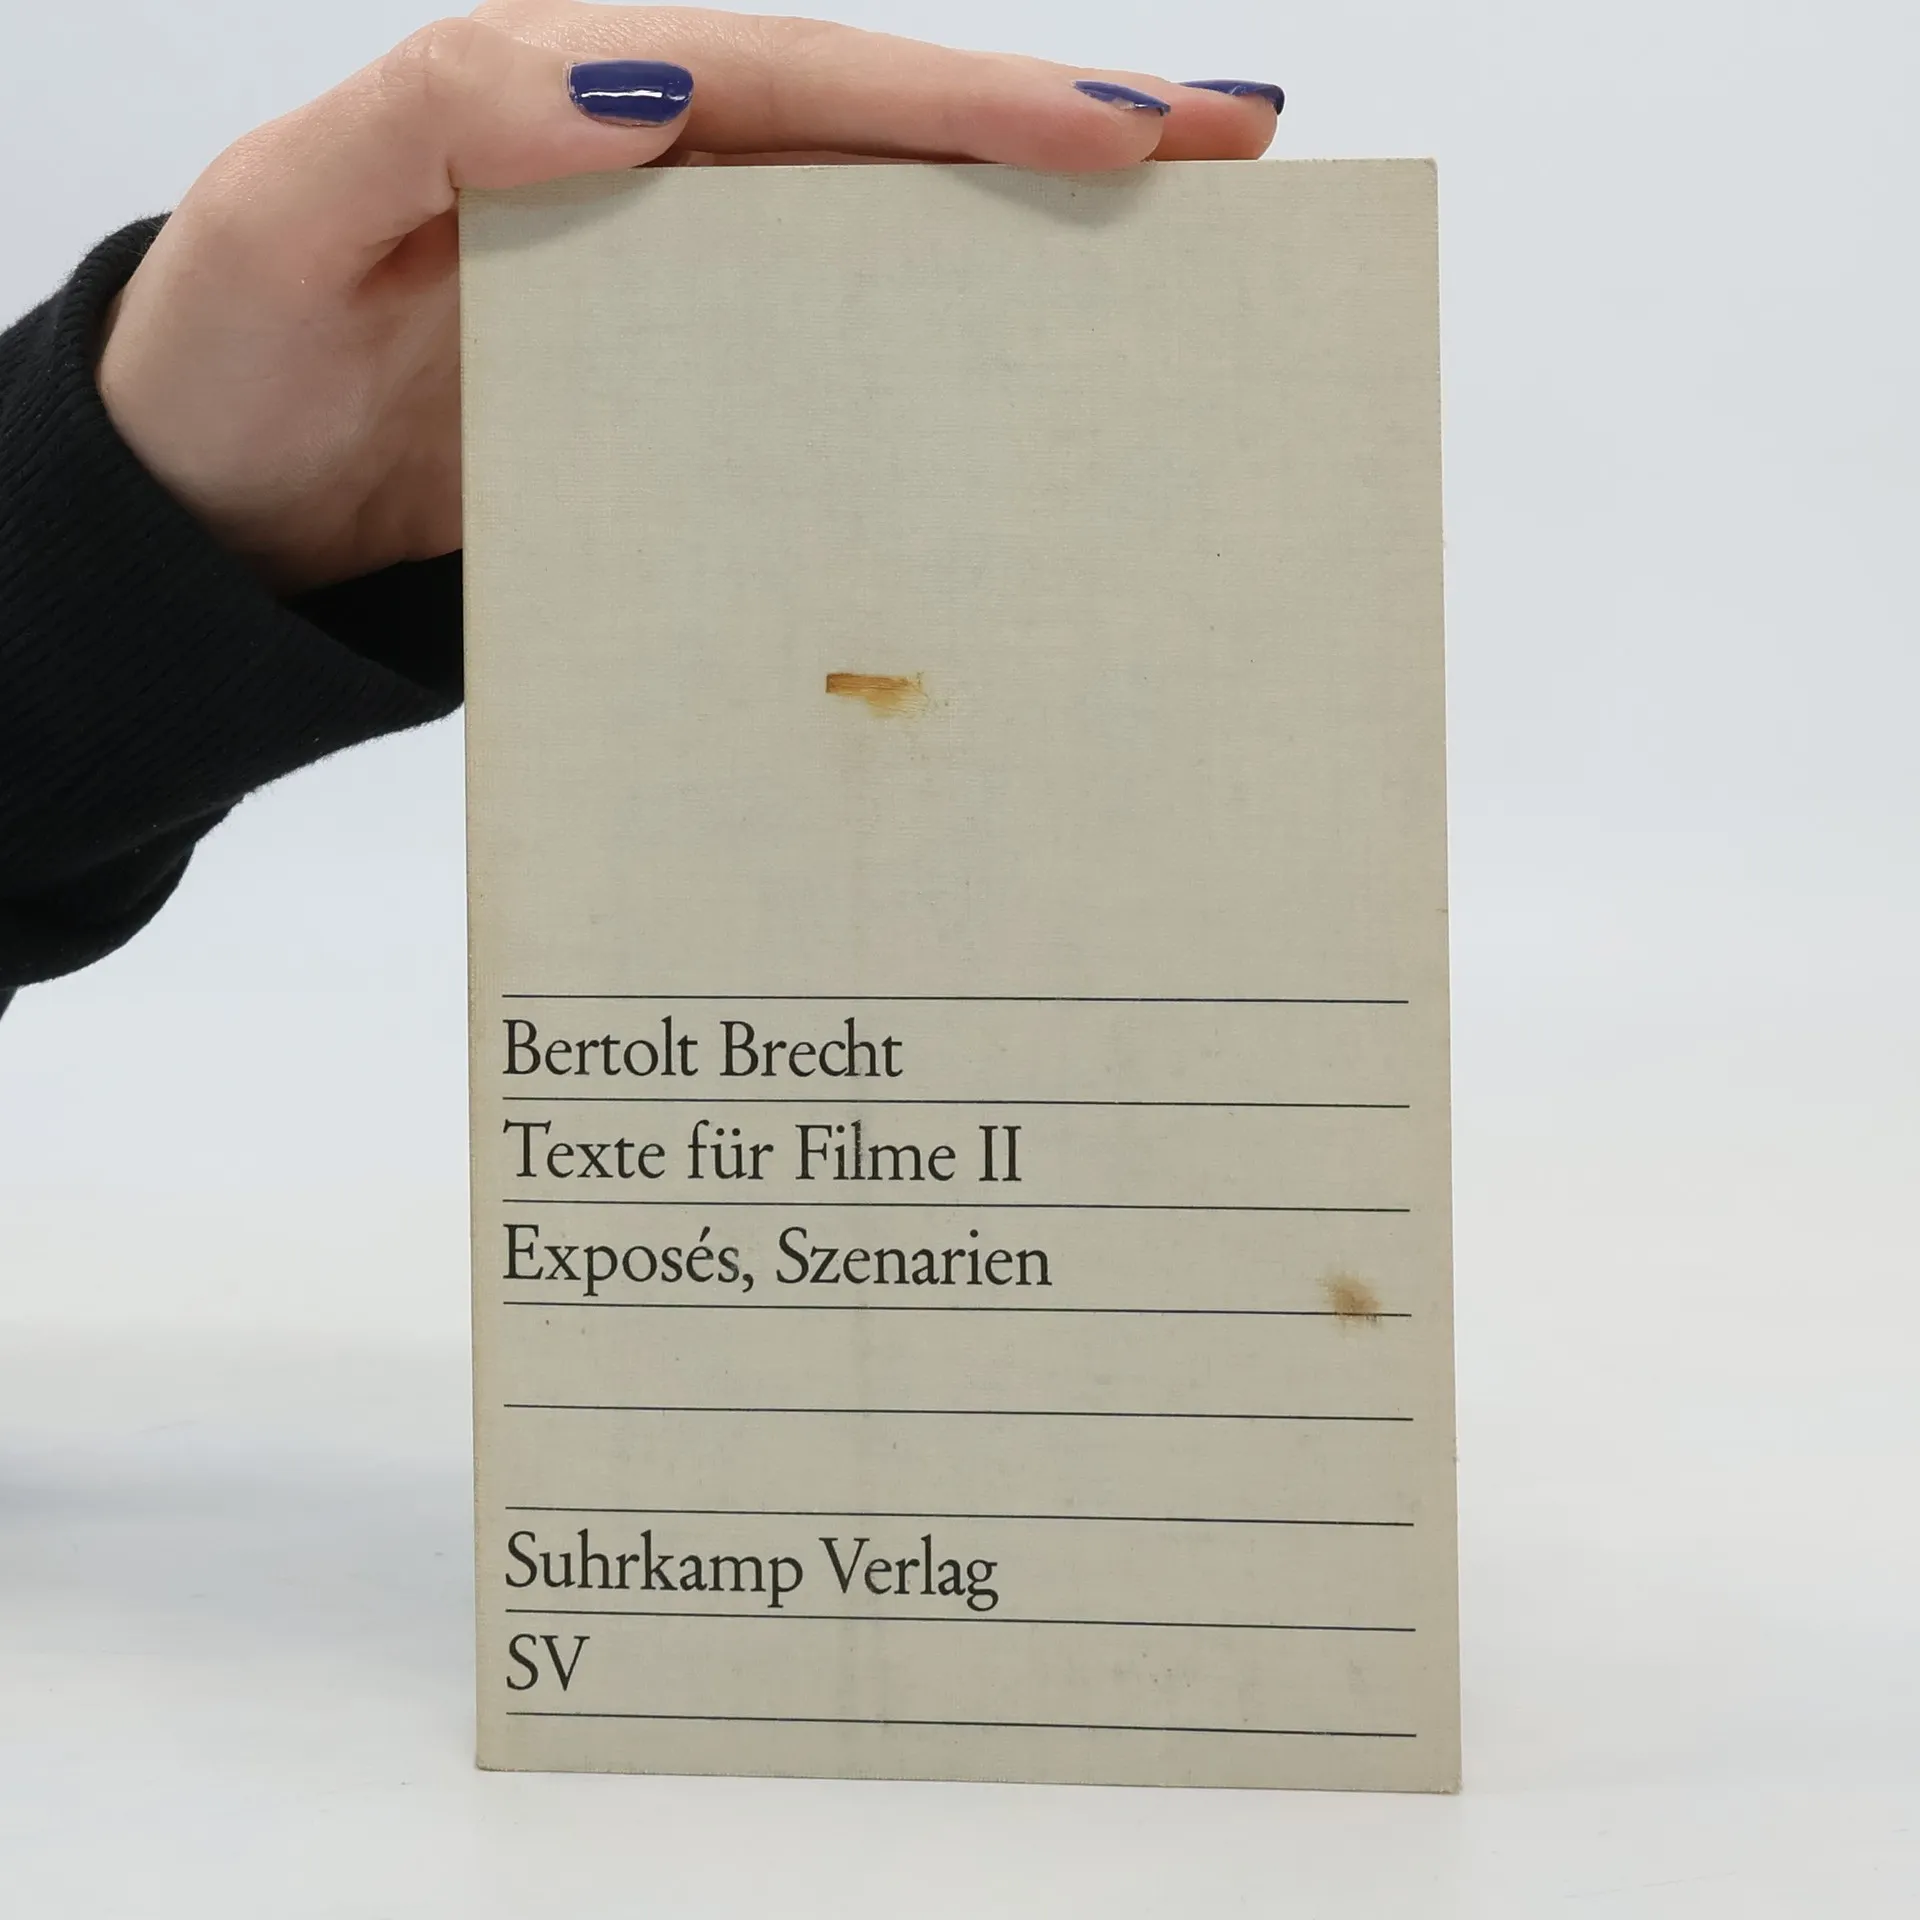 Bertolt Brecht
Texte für Filme II
Exposés, Szenarien
Suhrkamp Verlag
SV